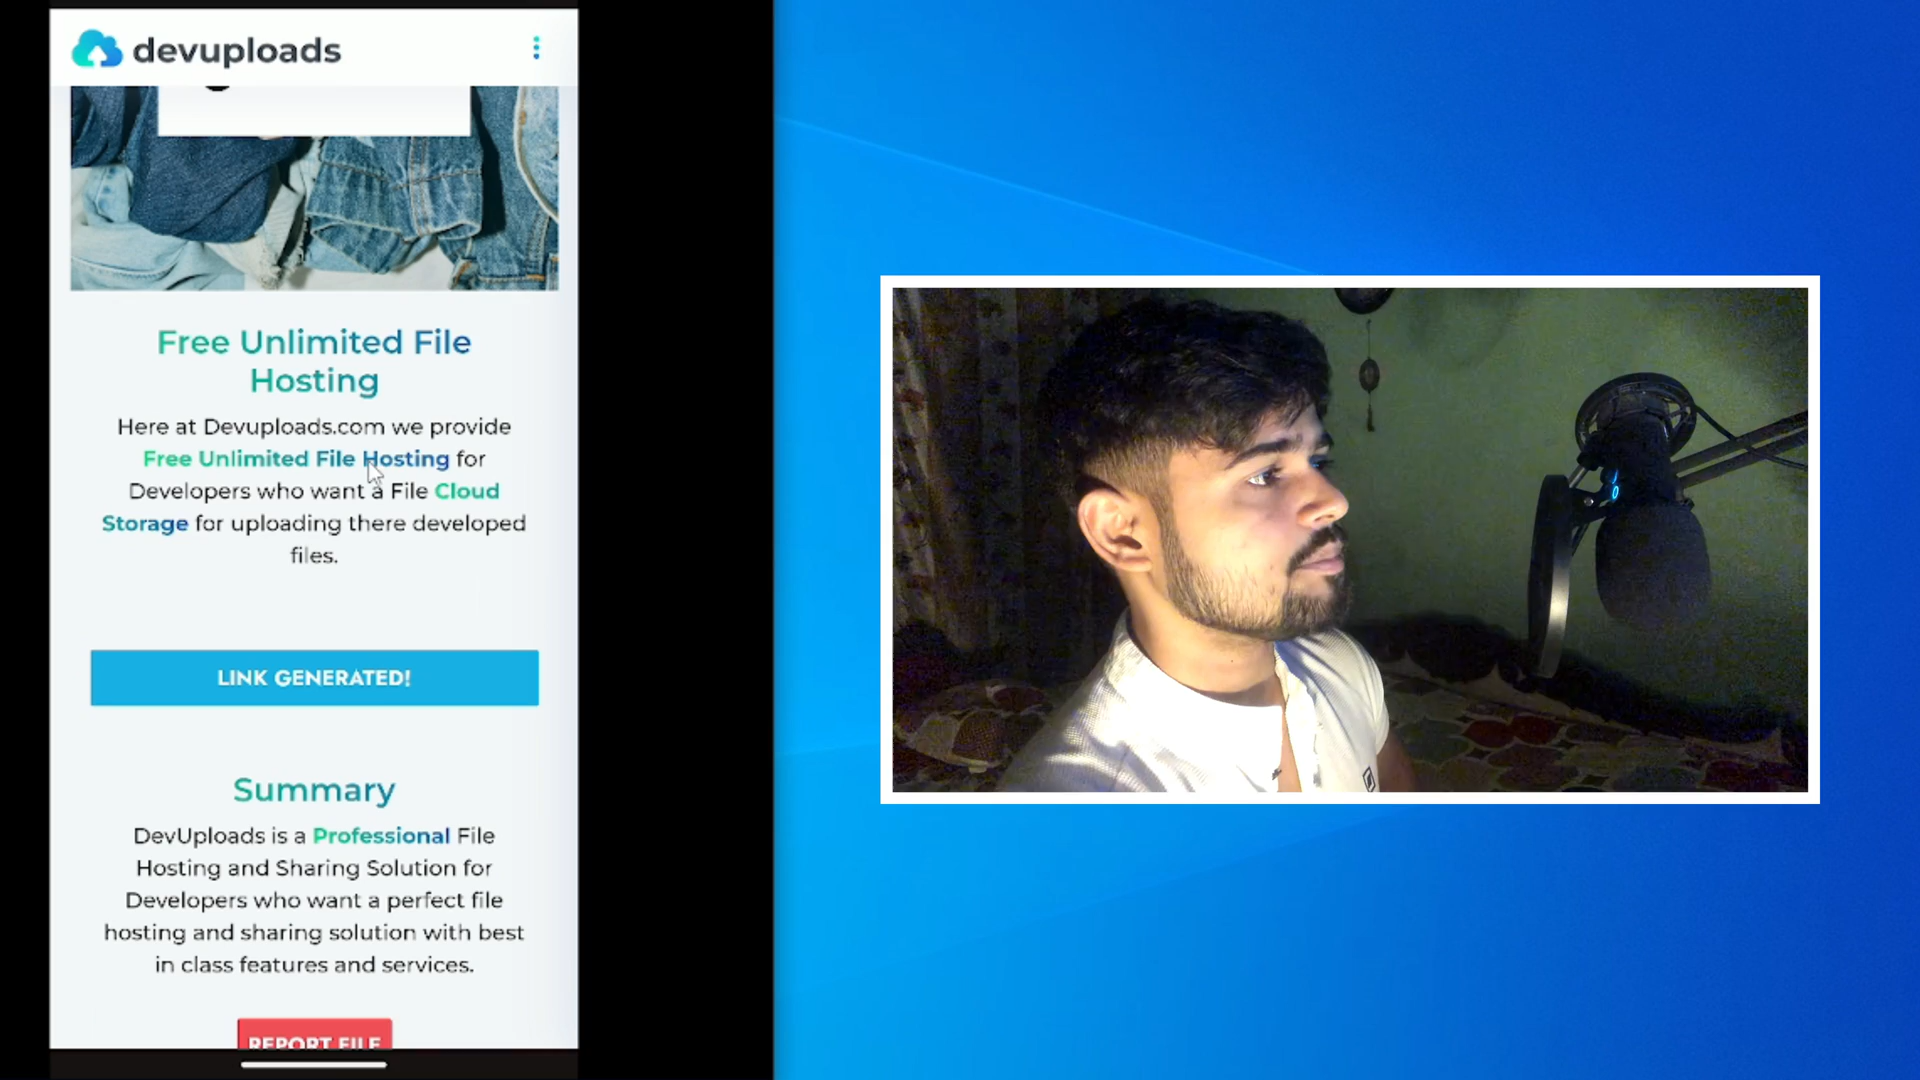 devuploads
Free Unlimited File
Hosting
Here at Devuploads.com we provide
Free Unlimited File Hosting for
Developers who want a File Cloud
Storage for uploading there developed
files.
LINK GENERATED!
Summary
DevUploads is a Professional File
Hosting and Sharing Solution for
Developers who want a perfect file
hosting and sharing solution with best
in class features and services.
REPORT FILE